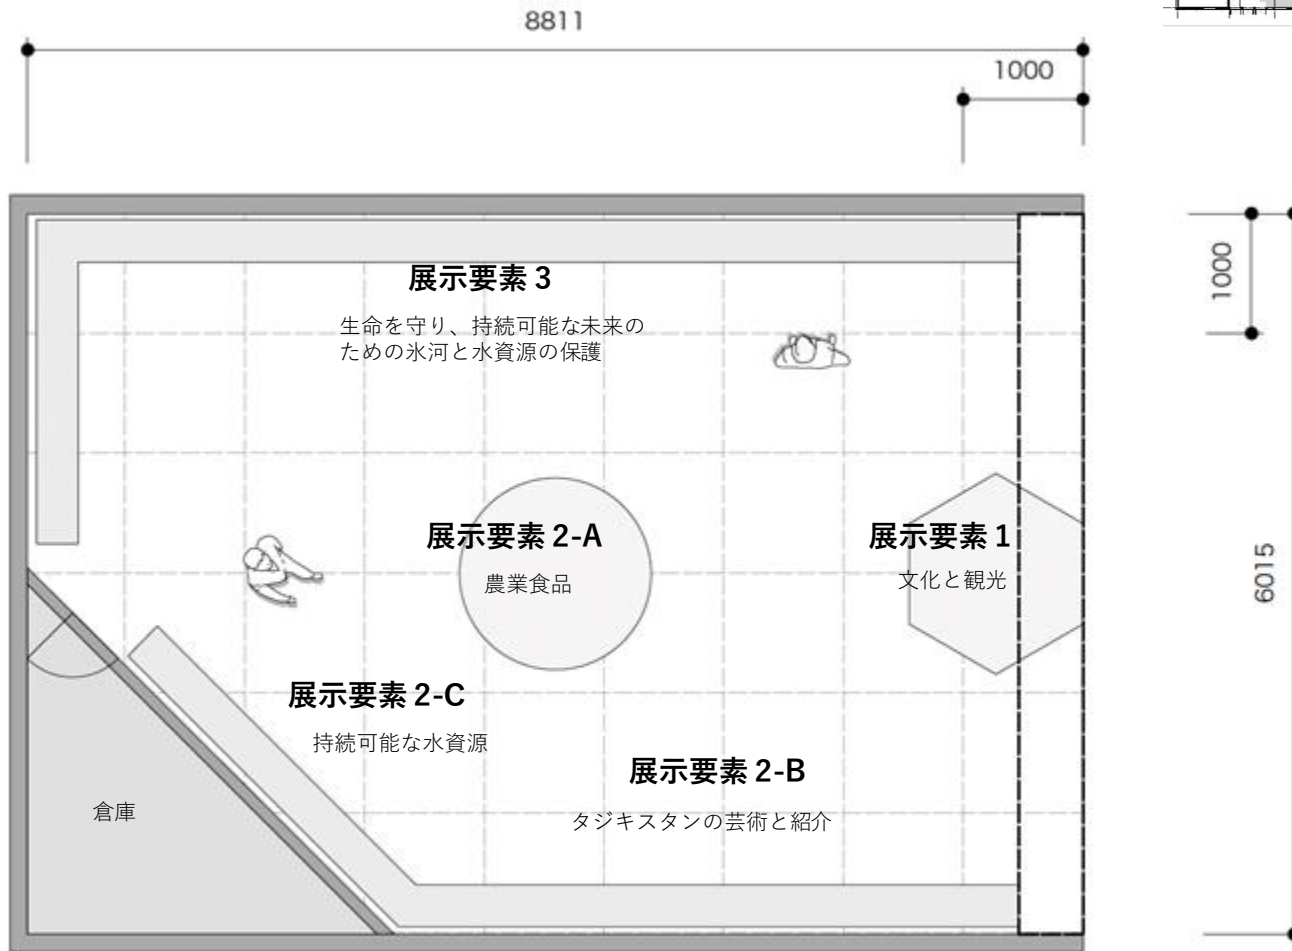 8811
1000
展示要素 3
生命を守り、持続可能な未来の
ための氷河と水資源の保護
1000
展示要素 2-A
農業食品
展示要素 1
文化と観光
6015
展示要素 2-C
持続可能な水資源
展示要素 2-B
タジキスタンの芸術と紹介
倉庫